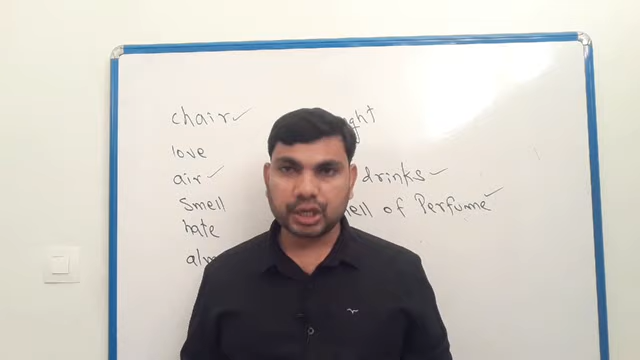 chair ✓
love
air ✓ drinks ✓
smell of Perfume ✓
hate